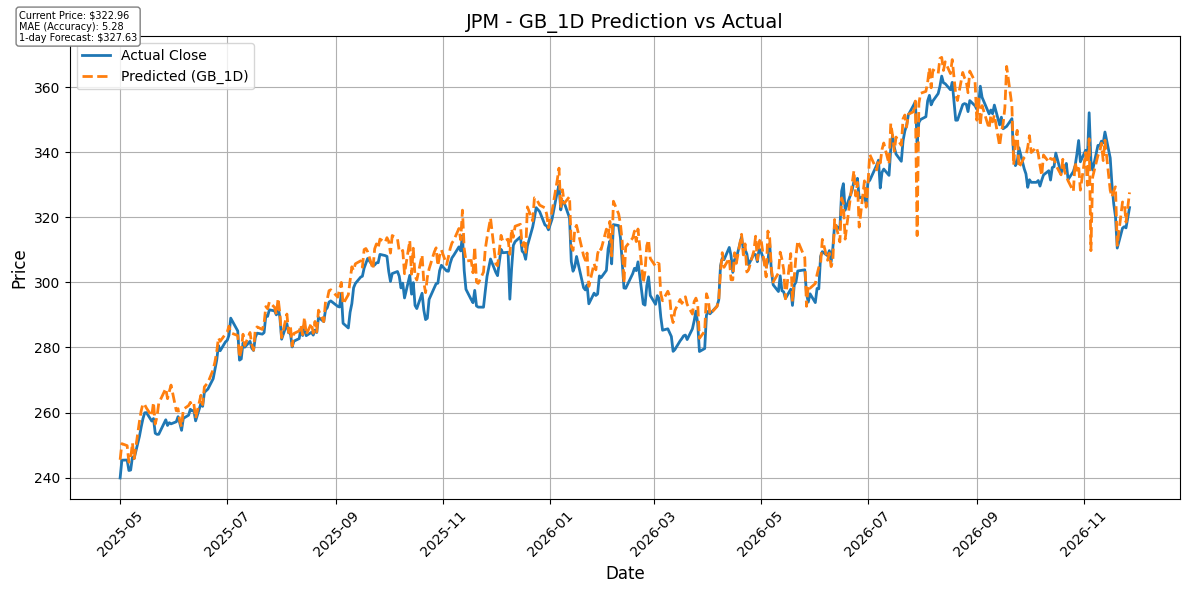 JPM - GB_1D Prediction vs Actual
Current Price: $322.96
MAE (Accuracy): 5.28
1-day Forecast: $327.63
Actual Close
Predicted (GB_1D)
Price
360
340
320
300
280
260
240
2025-05
2025-07
2025-09
2025-11
2026-01
2026-03
2026-05
2026-07
2026-09
2026-11
Date